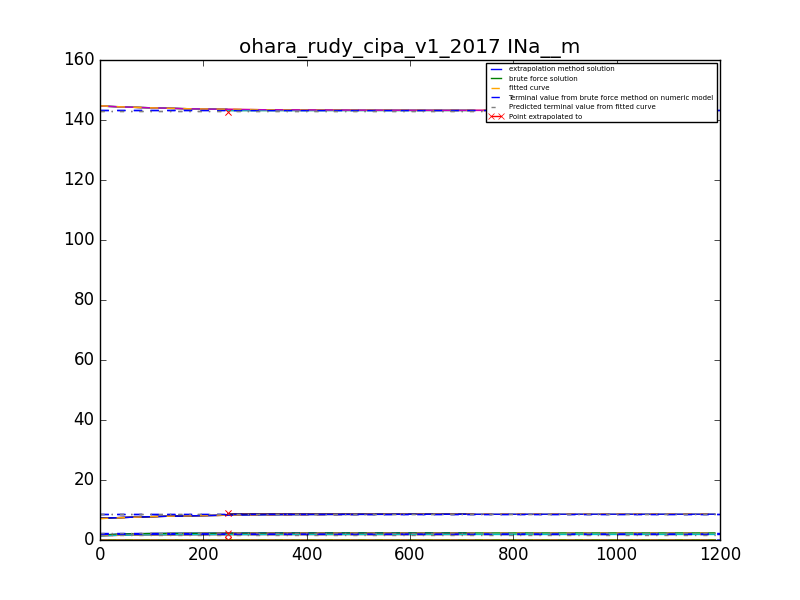 ohara_rudy_cipa_v1_2017 INa__m
160
140
120
100
80
60
40
20
0
extrapolation method solution
brute force solution
fitted curve
Terminal value from brute force method on numeric model
Predicted terminal value from fitted curve
Point extrapolated to
0 200 400 600 800 1000 1200